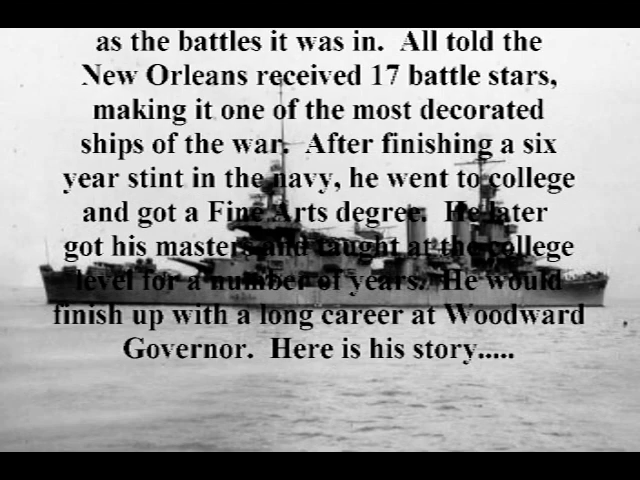 as the battles it was in.  All told the
New Orleans received 17 battle stars,
making it one of the most decorated
ships of the war.  After finishing a six
year stint in the navy, he went to college
and got a Fine Arts degree.  He later
got his masters and taught at the college
level for a number of years.  He would
finish up with a long career at Woodward
Governor.  Here is his story.....